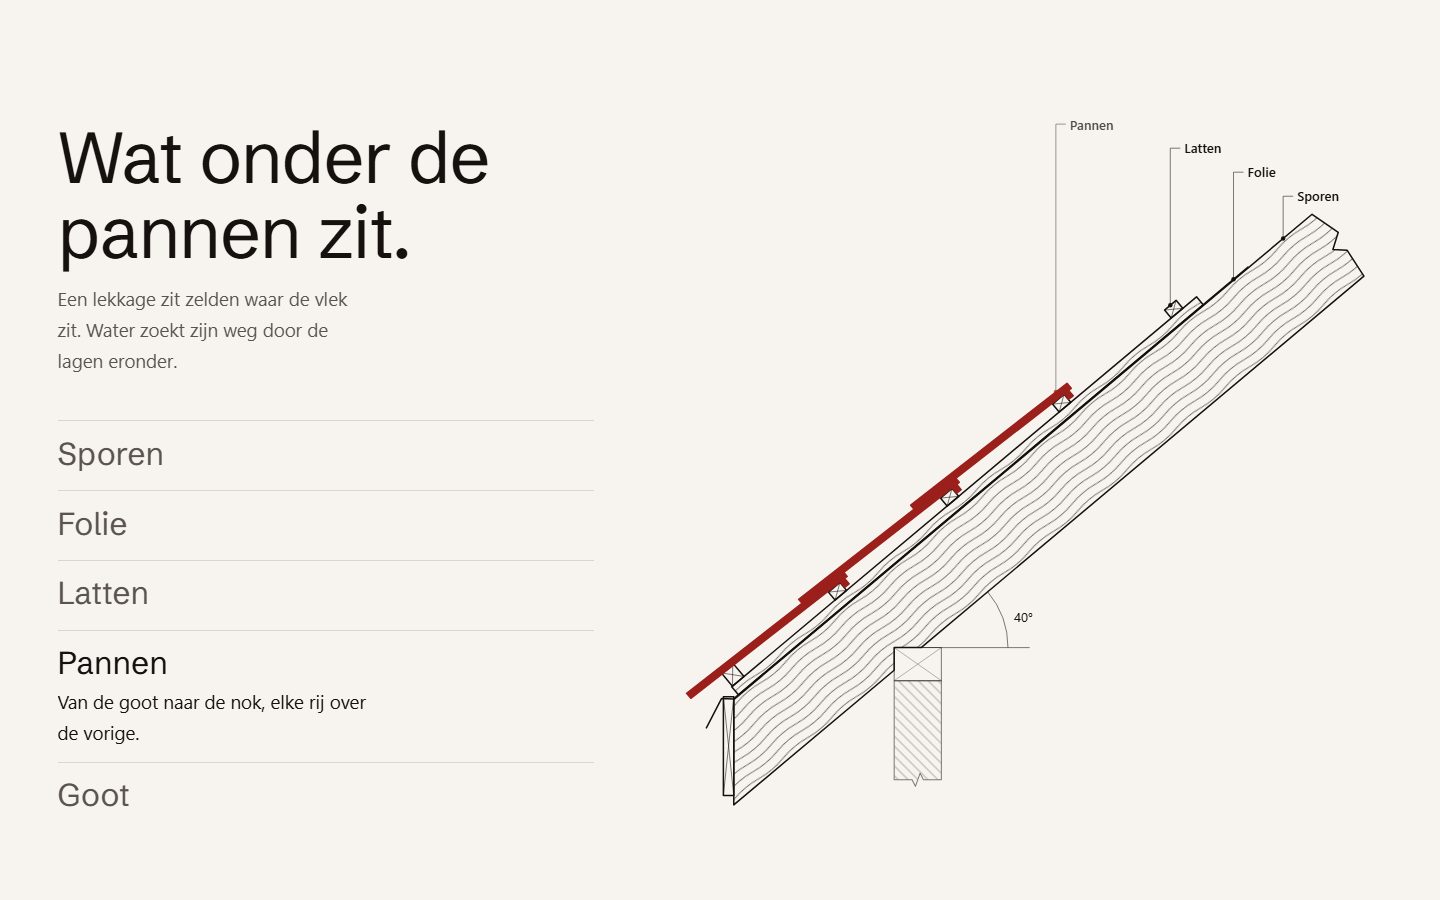 Wat onder de
pannen zit.
Een lekkage zit zelden waar de vlek
zit. Water zoekt zijn weg door de
lagen eronder.
Sporen
Folie
Latten
Pannen
Van de goot naar de nok, elke rij over
de vorige.
Goot
Pannen
Latten
Folie
Sporen
40°